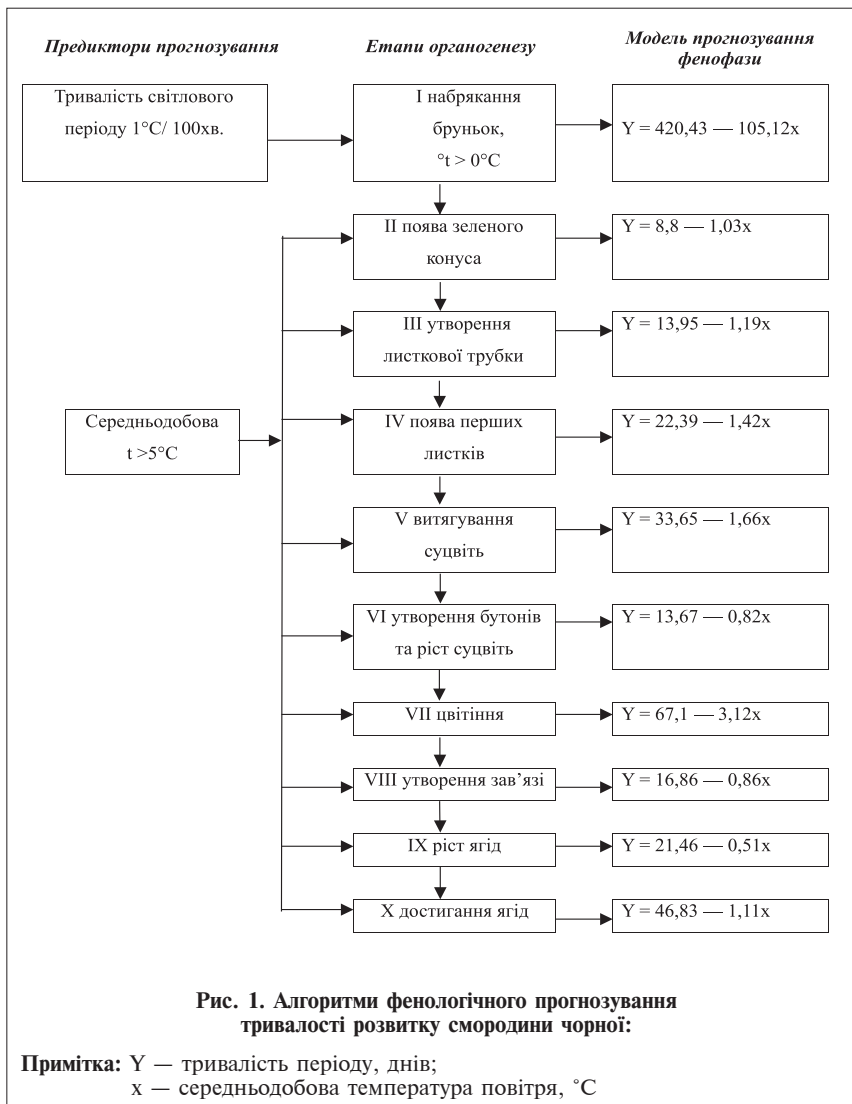 Предиктори прогнозування
Етапи органогенезу
Модель прогнозування
фенофази
Тривалість світлового
періоду 1°C/ 100хв.
I набрякання
бруньок,
°t > 0°C
Y = 420,43 — 105,12x
II поява зеленого
конуса
Y = 8,8 — 1,03x
III утворення
листкової трубки
Y = 13,95 — 1,19x
Середньодобова
t >5°C
IV поява перших
листків
Y = 22,39 — 1,42x
V витягування
суцвіть
Y = 33,65 — 1,66x
VI утворення бутонів
та ріст суцвіть
Y = 13,67 — 0,82x
VII цвітіння
Y = 67,1 — 3,12x
VIII утворення зав’язі
Y = 16,86 — 0,86x
IX ріст ягід
Y = 21,46 — 0,51x
X достигання ягід
Y = 46,83 — 1,11x
Рис. 1. Алгоритми фенологічного прогнозування
тривалості розвитку смородини чорної:
Примітка: Y — тривалість періоду, днів;
x — середньодобова температура повітря, °C